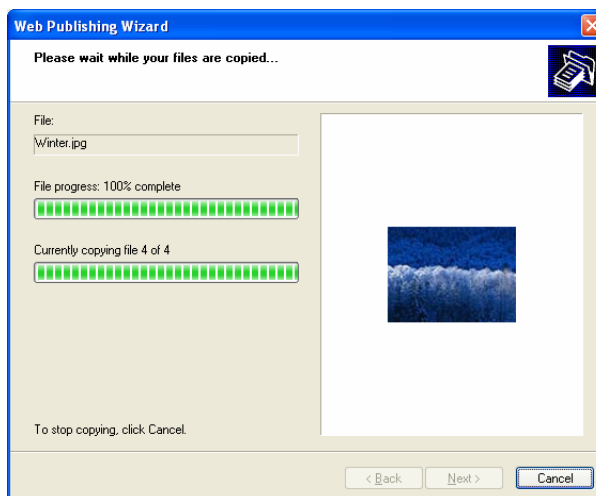 Web Publishing Wizard
Please wait while your files are copied...
File:
Winter.jpg
File progress: 100% complete
Currently copying file 4 of 4
To stop copying, click Cancel.
< Back
Next >
Cancel